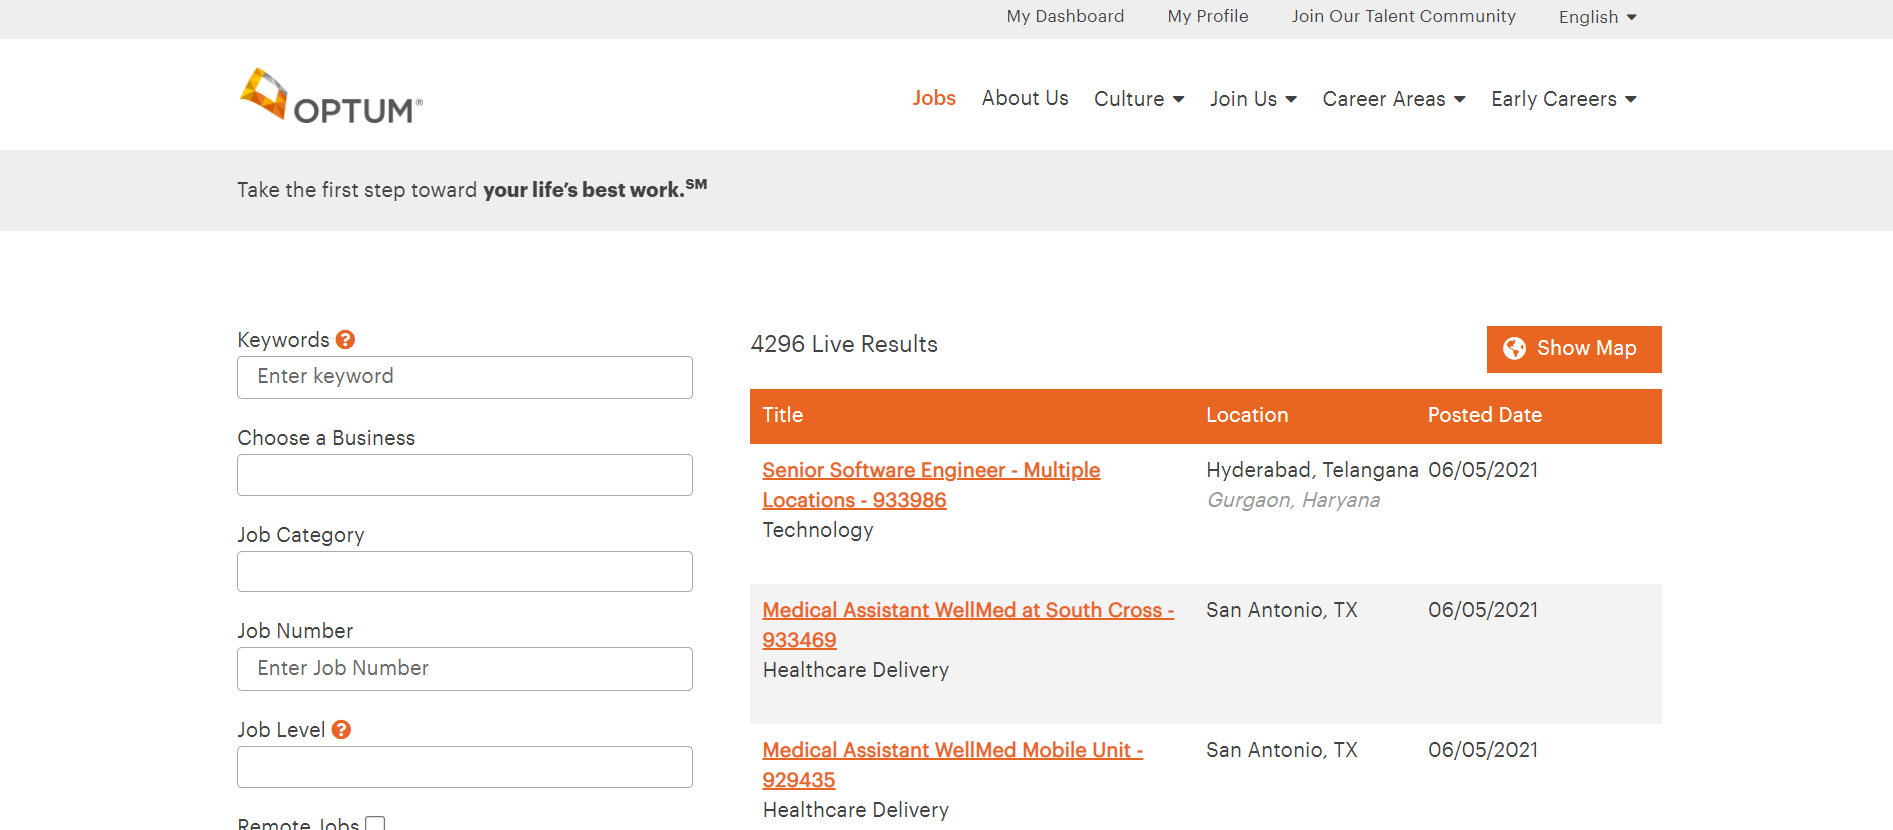 My Dashboard My Profile Join Our Talent Community English
OPTUM®
Jobs About Us Culture Join Us Career Areas Early Careers
Take the first step toward your life’s best work.SM
Keywords ?
Enter keyword
Choose a Business
Job Category
Job Number
Enter Job Number
Job Level ?
Remote Jobs
4296 Live Results
Show Map
Title Location Posted Date
Senior Software Engineer - Multiple Hyderabad, Telangana 06/05/2021
Locations - 933986 Gurgaon, Haryana
Technology
Medical Assistant WellMed at South Cross - San Antonio, TX 06/05/2021
933469
Healthcare Delivery
Medical Assistant WellMed Mobile Unit - San Antonio, TX 06/05/2021
929435
Healthcare Delivery